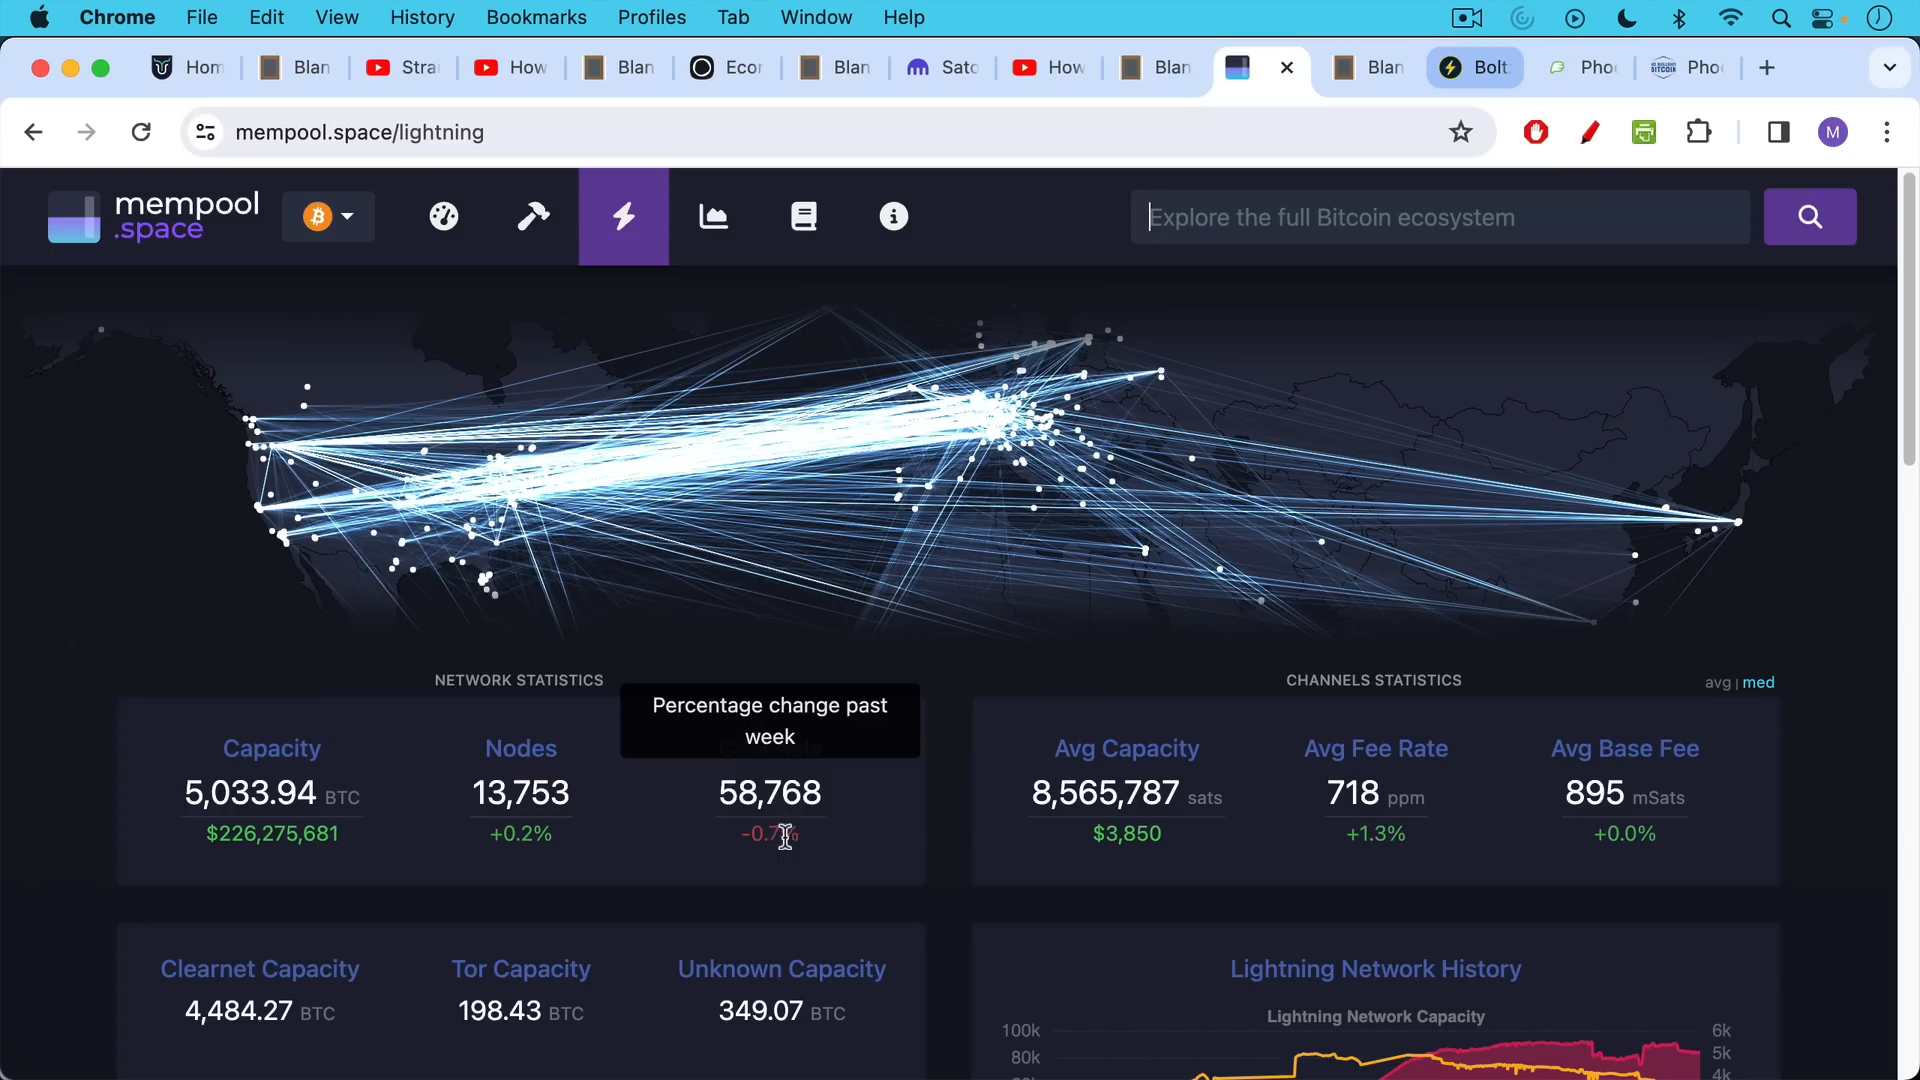 Chrome File Edit View History Bookmarks Profiles Tab Window Help
Hom Blan Stra How Blan Ecor Blan Sato How Blan Blan Bolt Phoe Phoe
mempool.space/lightning
M
mempool
.space
Explore the full Bitcoin ecosystem
NETWORK STATISTICS
CHANNELS STATISTICS
avg | med
Percentage change past
week
Capacity Nodes
5,033.94 BTC 13,753 58,768
$226,275,681 +0.2%
Avg Capacity Avg Fee Rate Avg Base Fee
8,565,787 sats 718 ppm 895 mSats
$3,850 +1.3% +0.0%
Clearnet Capacity Tor Capacity Unknown Capacity
4,484.27 BTC 198.43 BTC 349.07 BTC
Lightning Network History
Lightning Network Capacity
100k 6k
80k 5k
4k